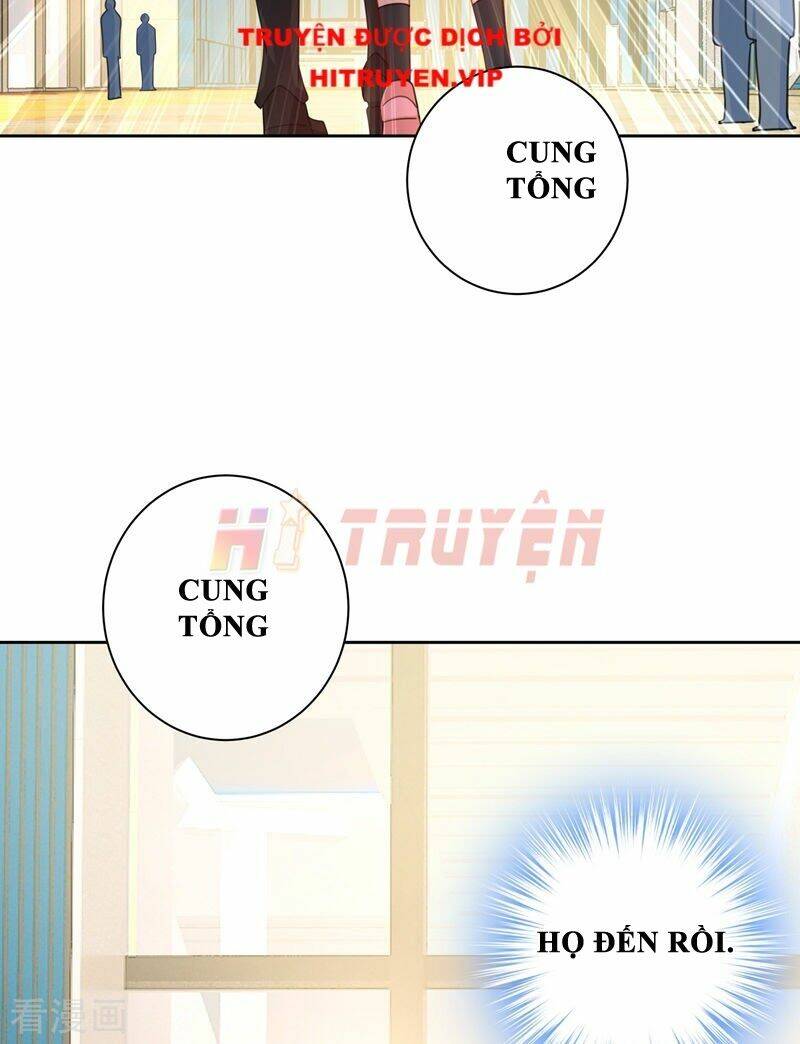 TRUYỆN ĐƯỢC DỊCH BỞI
HITRUYEN.VIP
CUNG
TỔNG
HI TRUYỆN
CUNG
TỔNG
HỌ ĐẾN RỒI.
看漫画